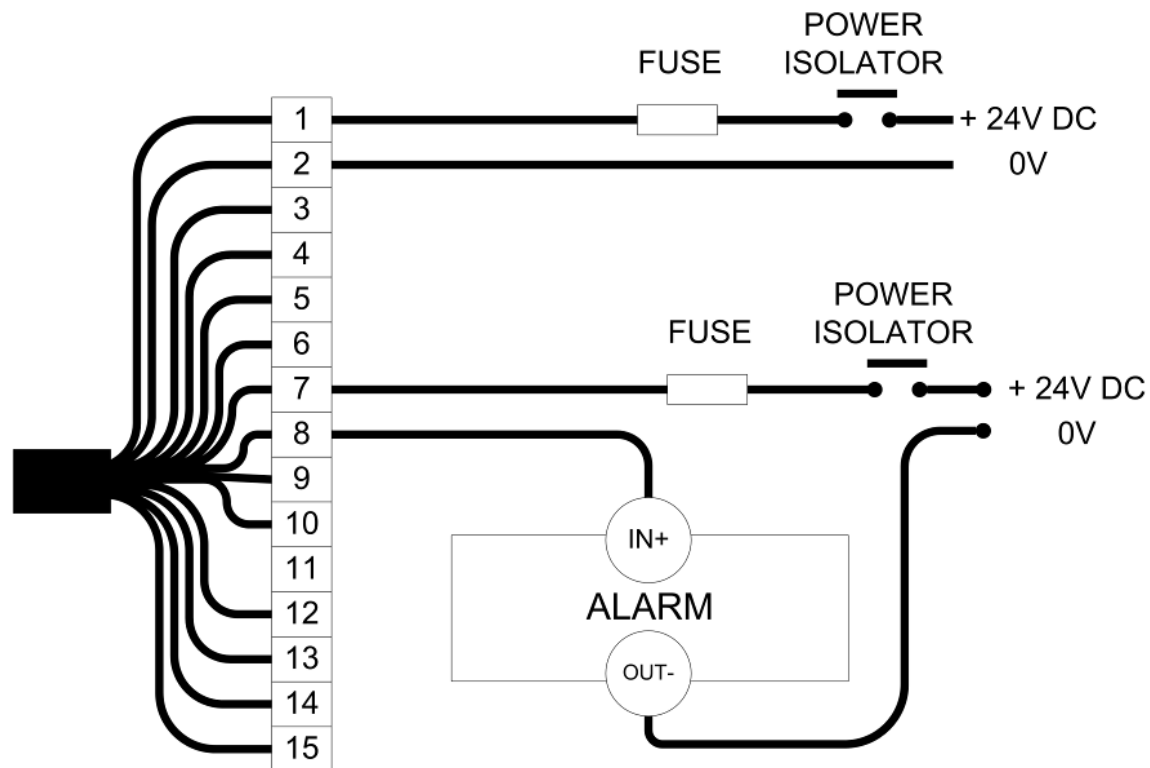 POWER
ISOLATOR
FUSE
1
+ 24V DC
2
0V
3
4
5
POWER
ISOLATOR
FUSE
6
7
+ 24V DC
8
0V
9
10
IN+
11
ALARM
12
13
OUT-
14
15